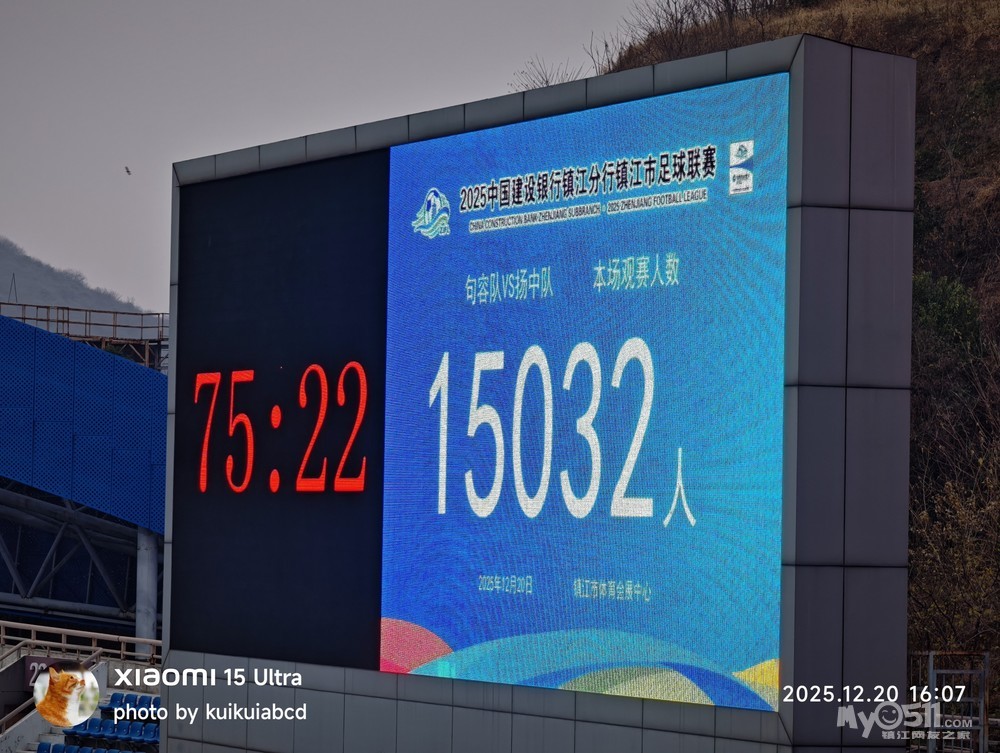 2025中国建设银行镇江分行镇江市足球联赛
CHINA CONSTRUCTION BANK·ZHENJIANG SUBBRANCH 2025·ZHENJIANG FOOTBALL LEAGUE
句容队VS扬中队 本场观赛人数
75:22
15032人
2025年12月20日 镇江市体育会展中心
22
xiaomi 15 Ultra
photo by kuikuiabcd
2025.12.20 16:07
My0511.COM
镇江网友之家